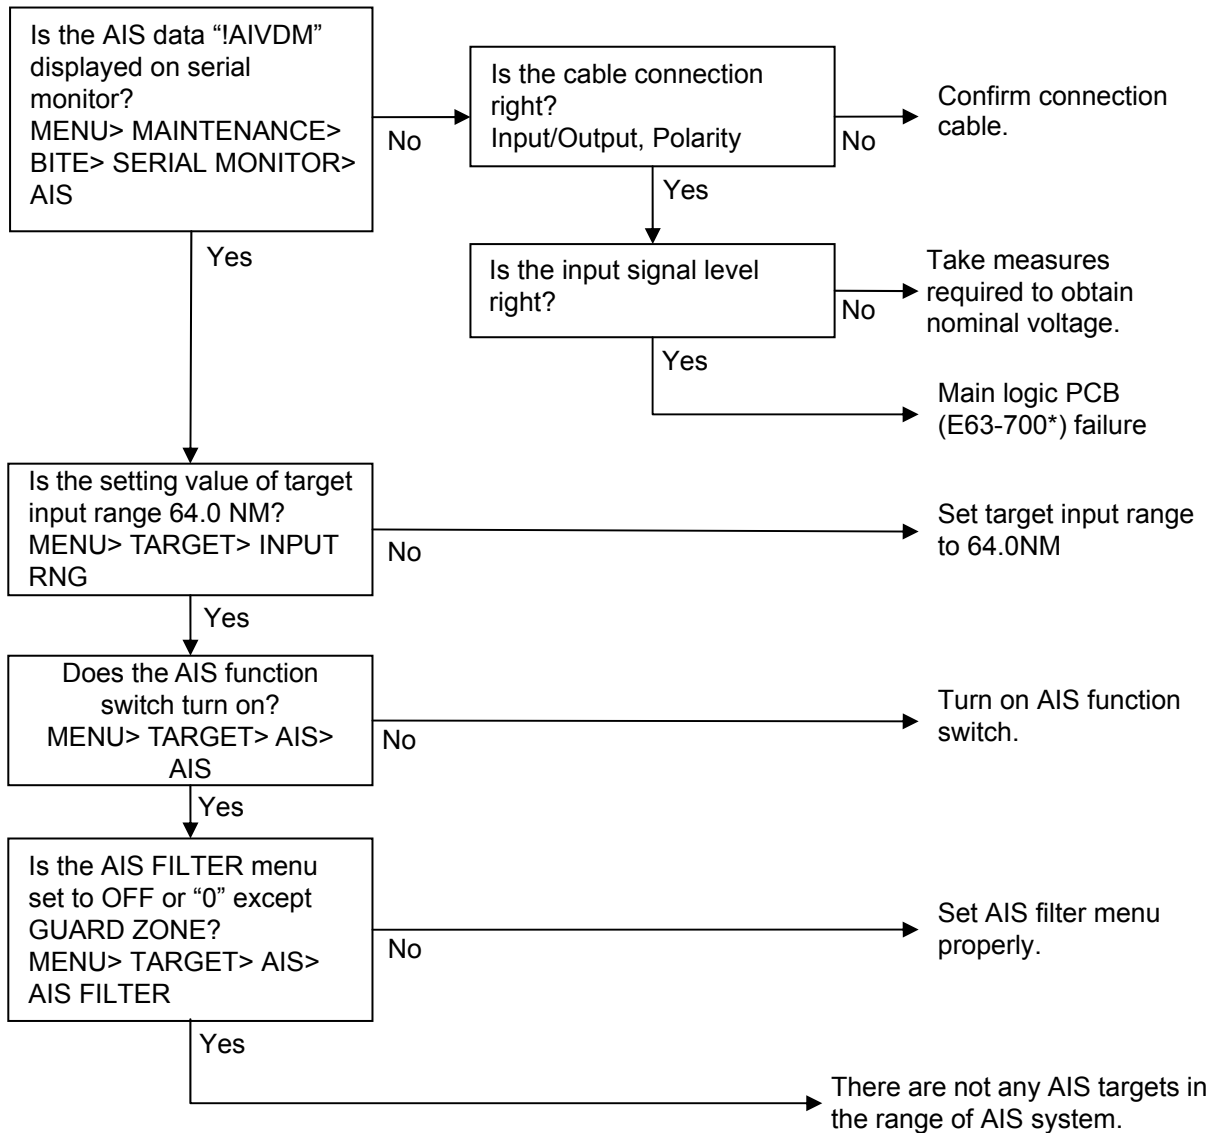 Is the AIS data “!AIVDM”
displayed on serial
monitor?
MENU> MAINTENANCE>
BITE> SERIAL MONITOR>
AIS
No
Is the cable connection
right?
Input/Output, Polarity
No
Confirm connection
cable.
Yes
Yes
Is the input signal level
right?
No
Take measures
required to obtain
nominal voltage.
Yes
Main logic PCB
(E63-700*) failure
Is the setting value of target
input range 64.0 NM?
MENU> TARGET> INPUT
RNG
No
Set target input range
to 64.0NM
Yes
Does the AIS function
switch turn on?
MENU> TARGET> AIS>
AIS
No
Turn on AIS function
switch.
Yes
Is the AIS FILTER menu
set to OFF or “0” except
GUARD ZONE?
MENU> TARGET> AIS>
AIS FILTER
No
Set AIS filter menu
properly.
Yes
There are not any AIS targets in
the range of AIS system.